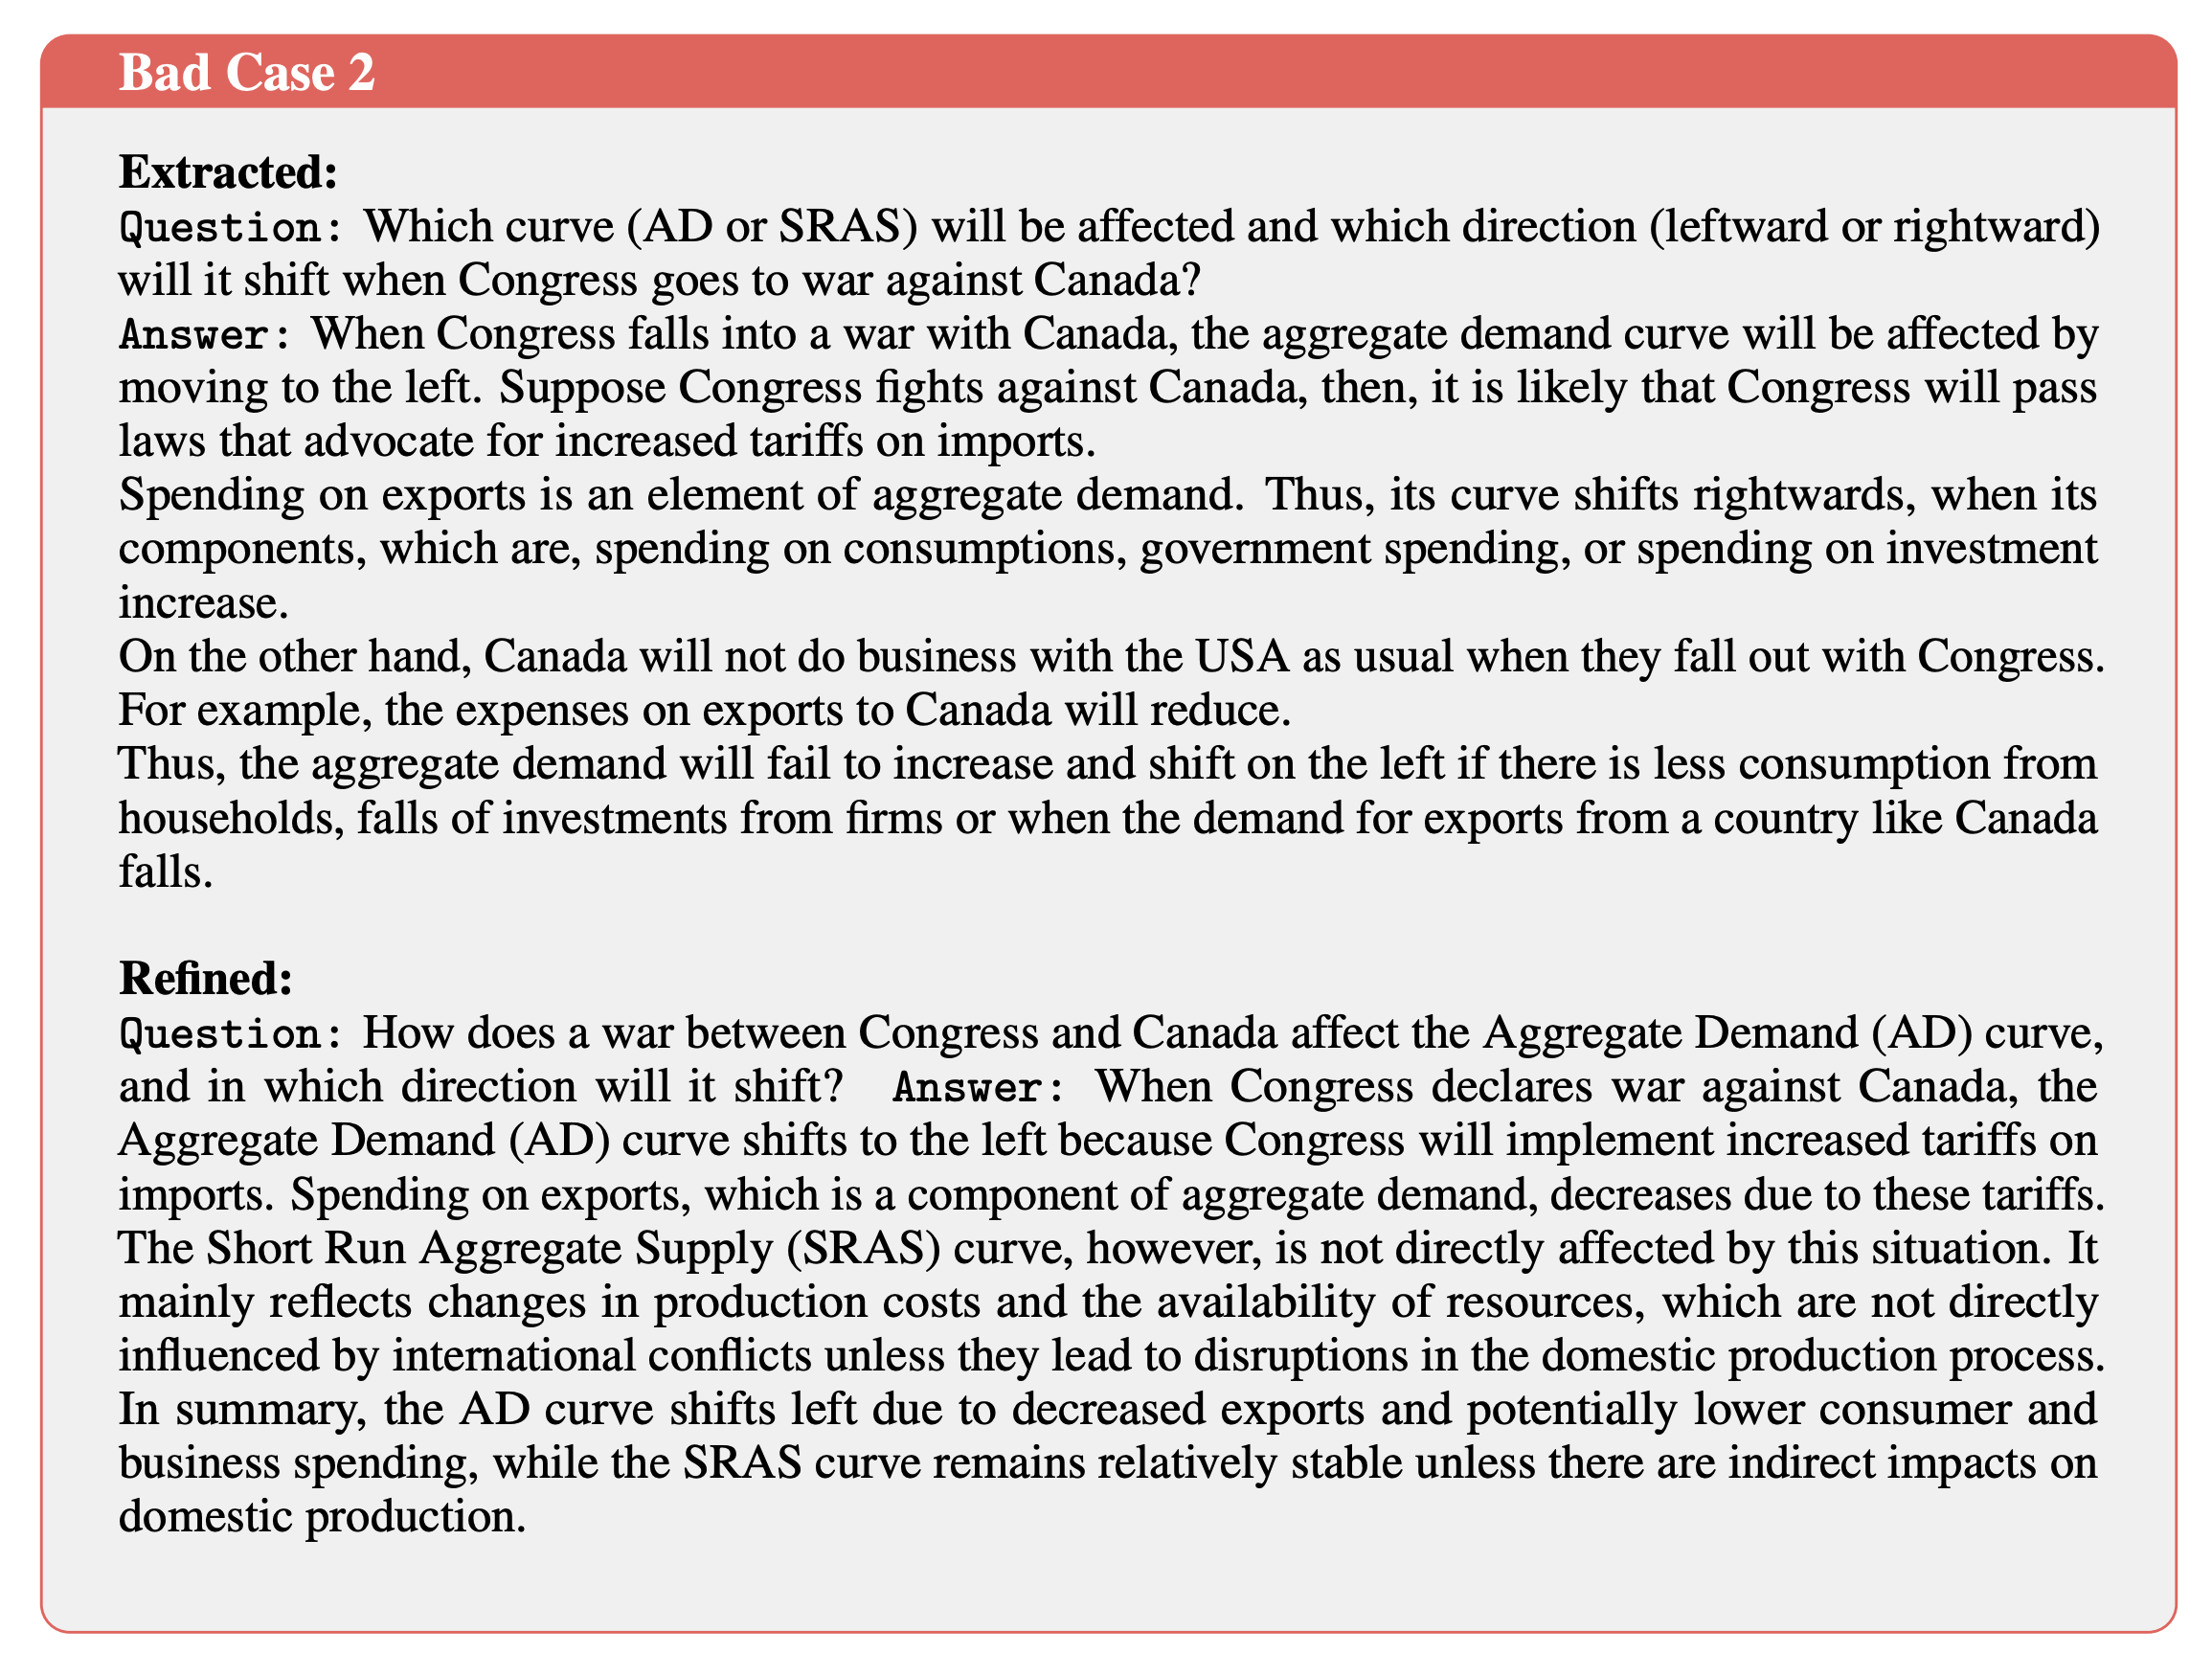 Bad Case 2
Extracted:
Question: Which curve (AD or SRAS) will be affected and which direction (leftward or rightward)
will it shift when Congress goes to war against Canada?
Answer: When Congress falls into a war with Canada, the aggregate demand curve will be affected by
moving to the left. Suppose Congress fights against Canada, then, it is likely that Congress will pass
laws that advocate for increased tariffs on imports.
Spending on exports is an element of aggregate demand. Thus, its curve shifts rightwards, when its
components, which are, spending on consumptions, government spending, or spending on investment
increase.
On the other hand, Canada will not do business with the USA as usual when they fall out with Congress.
For example, the expenses on exports to Canada will reduce.
Thus, the aggregate demand will fail to increase and shift on the left if there is less consumption from
households, falls of investments from firms or when the demand for exports from a country like Canada
falls.
Refined:
Question: How does a war between Congress and Canada affect the Aggregate Demand (AD) curve,
and in which direction will it shift? Answer: When Congress declares war against Canada, the
Aggregate Demand (AD) curve shifts to the left because Congress will implement increased tariffs on
imports. Spending on exports, which is a component of aggregate demand, decreases due to these tariffs.
The Short Run Aggregate Supply (SRAS) curve, however, is not directly affected by this situation. It
mainly reflects changes in production costs and the availability of resources, which are not directly
influenced by international conflicts unless they lead to disruptions in the domestic production process.
In summary, the AD curve shifts left due to decreased exports and potentially lower consumer and
business spending, while the SRAS curve remains relatively stable unless there are indirect impacts on
domestic production.